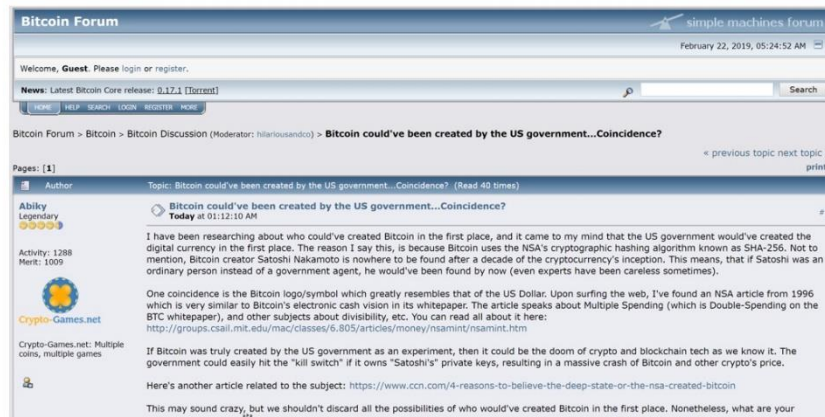 Bitcoin Forum
simple machines forum
February 22, 2019, 05:24:52 AM
Welcome, Guest. Please login or register.
News: Latest Bitcoin Core release: 0.17.1 [Torrent]
Search
HOME HELP SEARCH LOGIN REGISTER MORE
Bitcoin Forum > Bitcoin > Bitcoin Discussion (Moderator: hilariousandco) > Bitcoin could've been created by the US government...Coincidence?
« previous topic next topic
Pages: [1]
print
Author
Topic: Bitcoin could've been created by the US government...Coincidence? (Read 40 times)
Abiky
Legendary
Activity: 1288
Merit: 1009
Crypto-Games.net
Crypto-Games.net: Multiple
coins, multiple games
Bitcoin could've been created by the US government...Coincidence?
Today at 01:12:10 AM
#
I have been researching about who could've created Bitcoin in the first place, and it came to my mind that the US government would've created the
digital currency in the first place. The reason I say this, is because Bitcoin uses the NSA's cryptographic hashing algorithm known as SHA-256. Not to
mention, Bitcoin creator Satoshi Nakamoto is nowhere to be found after a decade of the cryptocurrency's inception. This means, that if Satoshi was an
ordinary person instead of a government agent, he would've been found by now (even experts have been careless sometimes).
One coincidence is the Bitcoin logo/symbol which greatly resembles that of the US Dollar. Upon surfing the web, I've found an NSA article from 1996
which is very similar to Bitcoin's electronic cash vision in its whitepaper. The article speaks about Multiple Spending (which is Double-Spending on the
BTC whitepaper), and other subjects about divisibility, etc. You can read all about it here:
http://groups.csail.mit.edu/mac/classes/6.805/articles/money/nsamint/nsamint.htm
If Bitcoin was truly created by the US government as an experiment, then it could be the doom of crypto and blockchain tech as we know it. The
government could easily hit the "kill switch" if it owns "Satoshi's" private keys, resulting in a massive crash of Bitcoin and other crypto's price.
Here's another article related to the subject: https://www.ccn.com/4-reasons-to-believe-the-deep-state-or-the-nsa-created-bitcoin
This may sound crazy, but we shouldn't discard all the possibilities of who would've created Bitcoin in the first place. Nonetheless, what are your